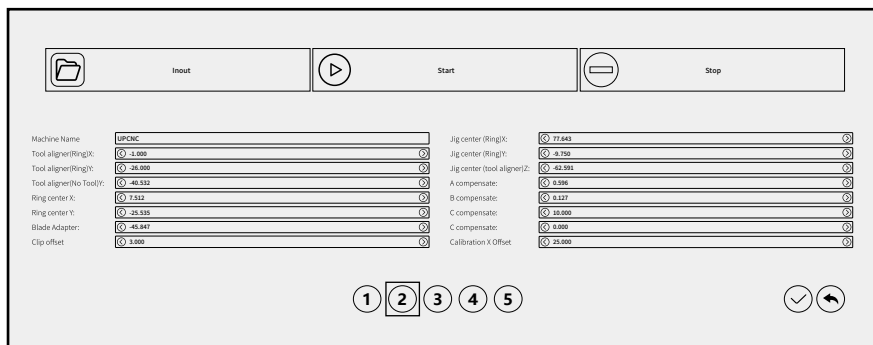 Inout
Start
Stop
Machine Name UPCNC
Tool aligner(Ring)X: -1.000
Tool aligner(Ring)Y: -26.000
Tool aligner(No Tool)Y: -40.532
Ring center X: 7.512
Ring center Y: -25.535
Blade Adapter: -45.847
Clip offset 3.000
Jig center (Ring)X: 77.643
Jig center (Ring)Y: -9.750
Jig center (tool aligner)Z: -62.591
A compensate: 0.596
B compensate: 0.127
C compensate: 10.000
C compensate: 0.000
Calibration X Offset 25.000
1 2 3 4 5